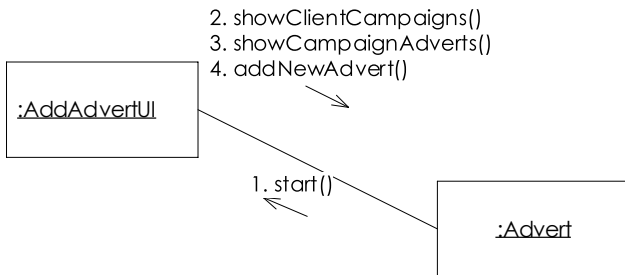 2. showClientCampaigns()
3. showCampaignAdverts()
4. addNewAdvert()
:AddAdvertUI
1. start()
:Advert